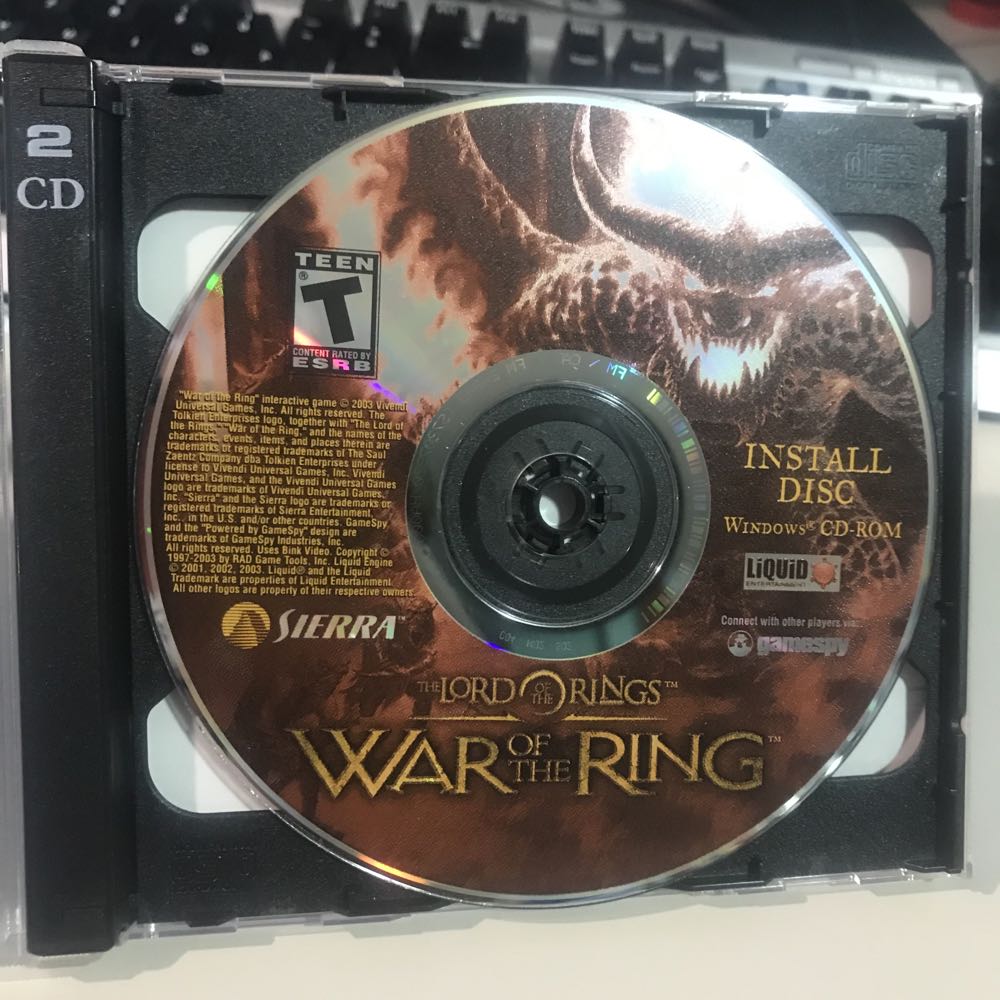 2
CD
TEEN
T
®
CONTENT RATED BY
ESRB
"War of the Ring" interactive game © 2003 Vivendi
Universal Games, Inc. All rights reserved. The
Tolkien Enterprises logo, together with "The Lord of
the Rings," "War of the Ring," and the names of the
characters, events, items, and places therein are
trademarks or registered trademarks of The Saul
Zaentz Company dba Tolkien Enterprises under
license to Vivendi Universal Games, Inc. Vivendi
Universal Games, and the Vivendi Universal Games
logo are trademarks of Vivendi Universal Games,
Inc. "Sierra" and the Sierra logo are trademarks or
registered trademarks of Sierra Entertainment,
Inc., in the U.S. and/or other countries. GameSpy
and the "Powered by GameSpy" design are
trademarks of GameSpy Industries, Inc.
All rights reserved. Uses Bink Video. Copyright ©
1997-2003 by RAD Game Tools, Inc. Liquid Engine
© 2001, 2002, 2003. Liquid® and the Liquid
Trademark are properties of Liquid Entertainment.
All other logos are property of their respective owners.
SIERRA™
INSTALL
DISC
WINDOWS® CD-ROM
LiQUiD
ENTERTAINMENT
Connect with other players via:
gamespy
THE LORD OF THE RINGS™
WAR OF THE RING™
disc